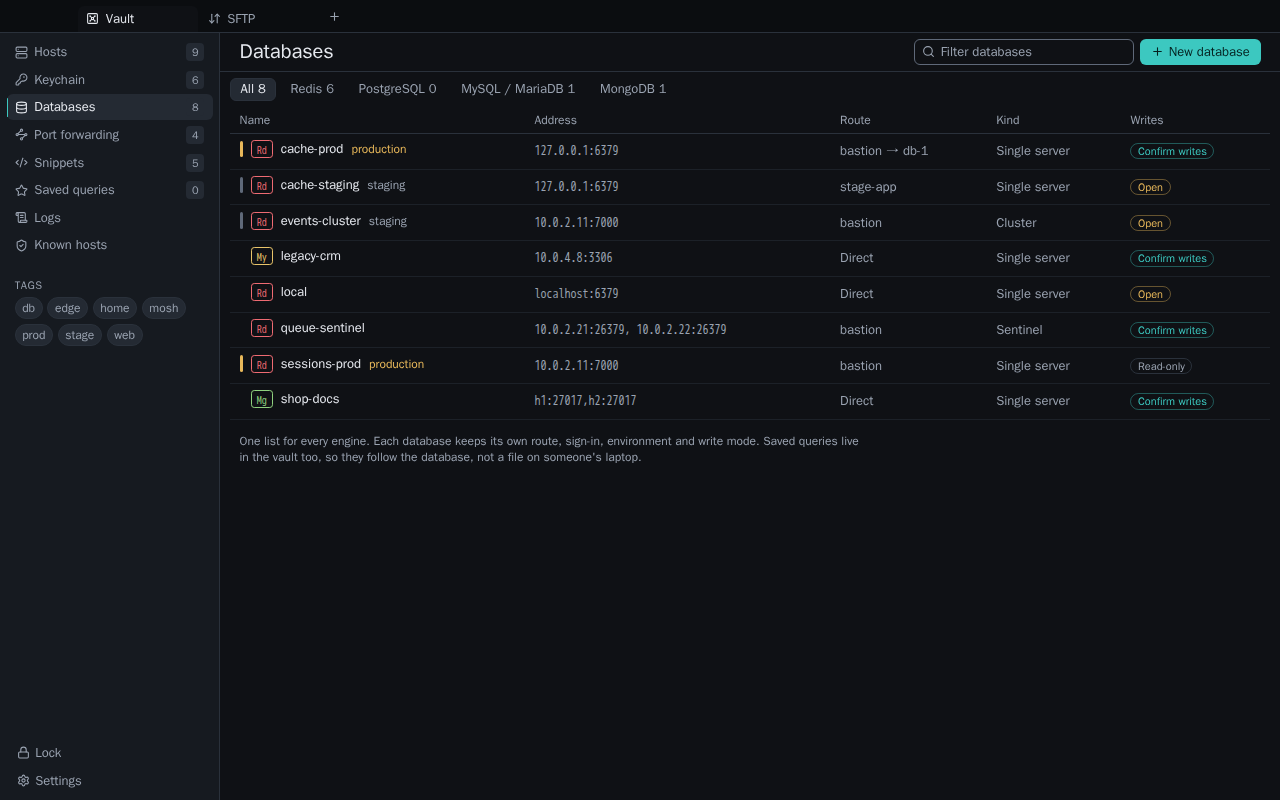 Vault
SFTP
Hosts 9
Keychain 6
Databases 8
Port forwarding 4
Snippets 5
Saved queries 0
Logs
Known hosts
TAGS
db edge home mosh
prod stage web
Lock
Settings
Databases
Filter databases
New database
All 8 Redis 6 PostgreSQL 0 MySQL / MariaDB 1 MongoDB 1
Name Address Route Kind Writes
Rd cache-prod production 127.0.0.1:6379 bastion → db-1 Single server Confirm writes
Rd cache-staging staging 127.0.0.1:6379 stage-app Single server Open
Rd events-cluster staging 10.0.2.11:7000 bastion Cluster Open
My legacy-crm 10.0.4.8:3306 Direct Single server Confirm writes
Rd local localhost:6379 Direct Single server Open
Rd queue-sentinel 10.0.2.21:26379, 10.0.2.22:26379 bastion Sentinel Confirm writes
Rd sessions-prod production 10.0.2.11:7000 bastion Single server Read-only
Mg shop-docs h1:27017,h2:27017 Direct Single server Confirm writes
One list for every engine. Each database keeps its own route, sign-in, environment and write mode. Saved queries live
in the vault too, so they follow the database, not a file on someone's laptop.